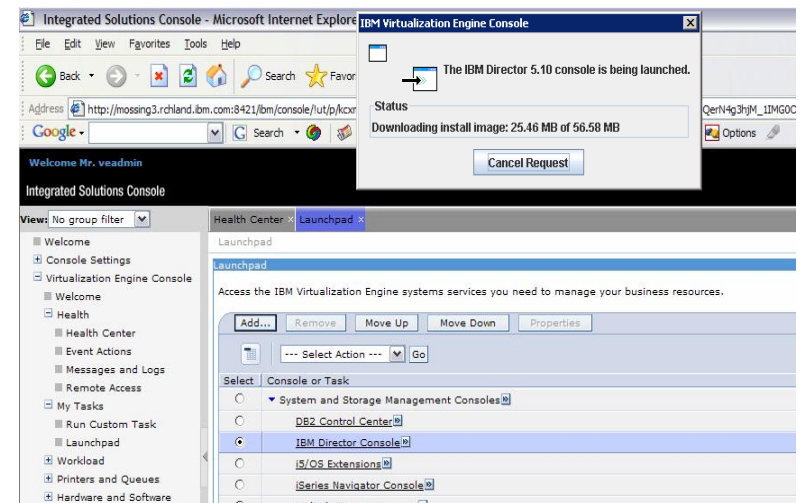 Integrated Solutions Console - Microsoft Internet Explore
IBM Virtualization Engine Console
File Edit View Favorites Tools Help
The IBM Director 5.10 console is being launched.
Back Search Favor
Status
Address http://mossing3.rchland.ibm.com:8421/ibm/console/!ut/p/kcxr
QerN4g3hjM_1IMG0C
Downloading install image: 25.46 MB of 56.58 MB
Google G Search Options
Cancel Request
Welcome Mr. veadmin
Integrated Solutions Console
View: No group filter
Health Center Launchpad
Welcome
Launchpad
Console Settings
Launchpad
Virtualization Engine Console
Access the IBM Virtualization Engine systems services you need to manage your business resources.
Welcome
Health
Add... Remove Move Up Move Down Properties
Health Center
Event Actions
--- Select Action --- Go
Messages and Logs
Select Console or Task
Remote Access
System and Storage Management Consoles
My Tasks
DB2 Control Center
Run Custom Task
IBM Director Console
Launchpad
i5/OS Extensions
Workload
iSeries Navigator Console
Printers and Queues
Hardware and Software